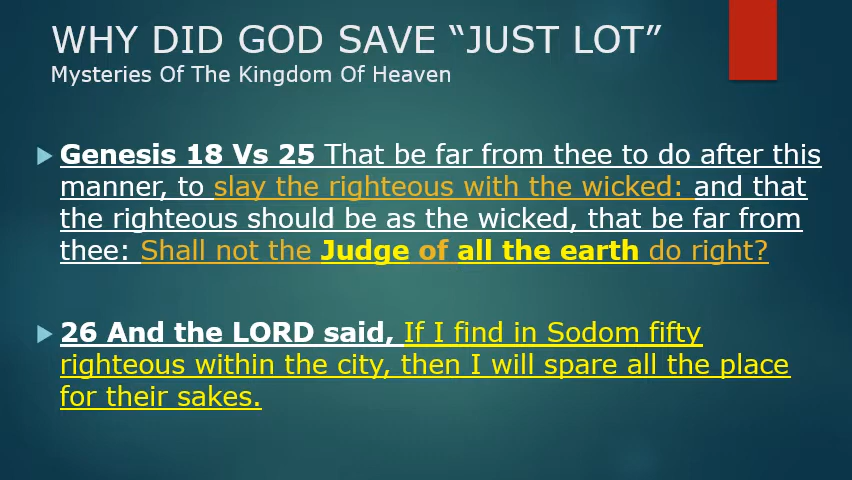 WHY DID GOD SAVE “JUST LOT”
Mysteries Of The Kingdom Of Heaven
Genesis 18 Vs 25 That be far from thee to do after this
manner, to slay the righteous with the wicked: and that
the righteous should be as the wicked, that be far from
thee: Shall not the Judge of all the earth do right?
26 And the LORD said, If I find in Sodom fifty
righteous within the city, then I will spare all the place
for their sakes.